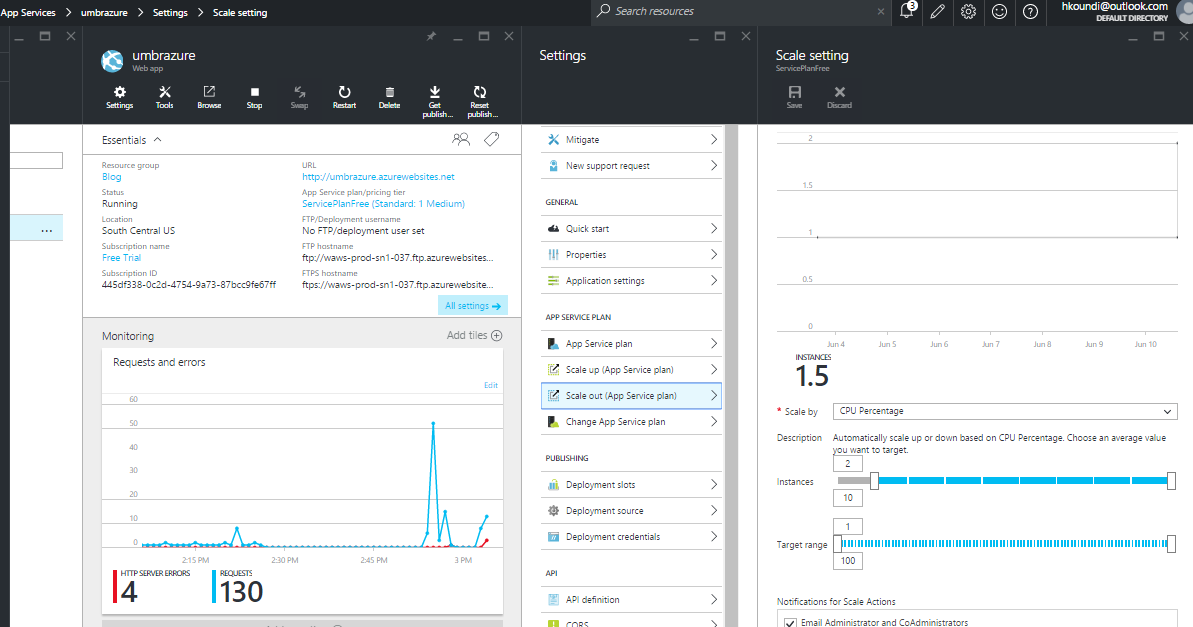 App Services > umbrazure > Settings > Scale setting
Search resources
3
hkoundi@outlook.com
DEFAULT DIRECTORY
umbrazure
Web app
Settings
Tools
Browse
Stop
Swap
Restart
Delete
Get publish...
Reset publish...
Essentials
Resource group
Blog
Status
Running
Location
South Central US
Subscription name
Free Trial
Subscription ID
445df338-0c2d-4754-9a73-87bcc9fe67ff
URL
http://umbrazure.azurewebsites.net
App Service plan/pricing tier
ServicePlanFree (Standard: 1 Medium)
FTP/Deployment username
No FTP/deployment user set
FTP hostname
ftp://waws-prod-sn1-037.ftp.azurewebsites...
FTPS hostname
ftps://waws-prod-sn1-037.ftp.azurewebsite...
All settings
...
Monitoring
Add tiles
Requests and errors
Edit
60
50
40
30
20
10
0
2:15 PM
2:30 PM
2:45 PM
3 PM
HTTP SERVER ERRORS
4
REQUESTS
130
Settings
Mitigate
New support request
GENERAL
Quick start
Properties
Application settings
APP SERVICE PLAN
App Service plan
Scale up (App Service plan)
Scale out (App Service plan)
Change App Service plan
PUBLISHING
Deployment slots
Deployment source
Deployment credentials
API
API definition
CORS
Scale setting
ServicePlanFree
Save
Discard
2
1.5
1
0.5
0
Jun 4
Jun 5
Jun 6
Jun 7
Jun 8
Jun 9
Jun 10
INSTANCES
1.5
* Scale by
CPU Percentage
Description
Automatically scale up or down based on CPU Percentage. Choose an average value
you want to target.
2
Instances
10
1
Target range
100
Notifications for Scale Actions
Email Administrator and CoAdministrators